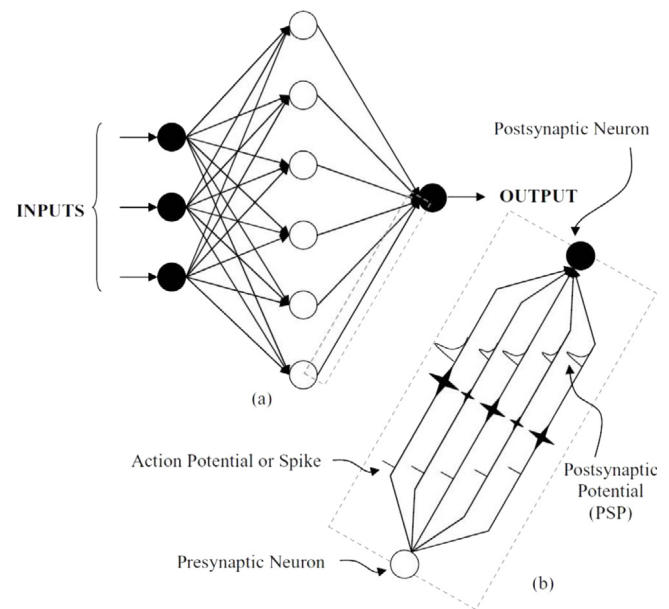 Postsynaptic Neuron
INPUTS
OUTPUT
(a)
Action Potential or Spike
Postsynaptic
Potential
(PSP)
Presynaptic Neuron
(b)